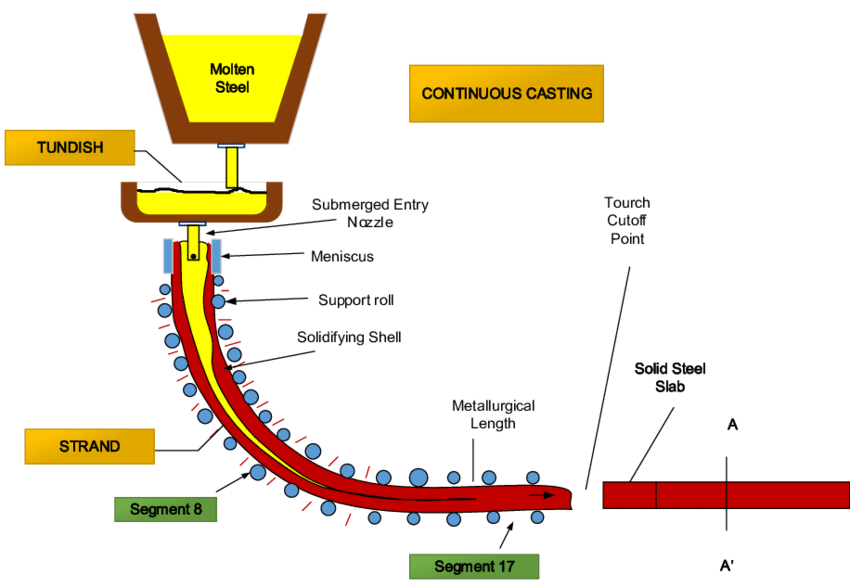 Molten
Steel
CONTINUOUS CASTING
TUNDISH
Submerged Entry
Nozzle
Tourch
Cutoff
Point
Meniscus
Support roll
Solidifying Shell
Solid Steel
Slab
Metallurgical
Length
A
STRAND
Segment 8
Segment 17
A'